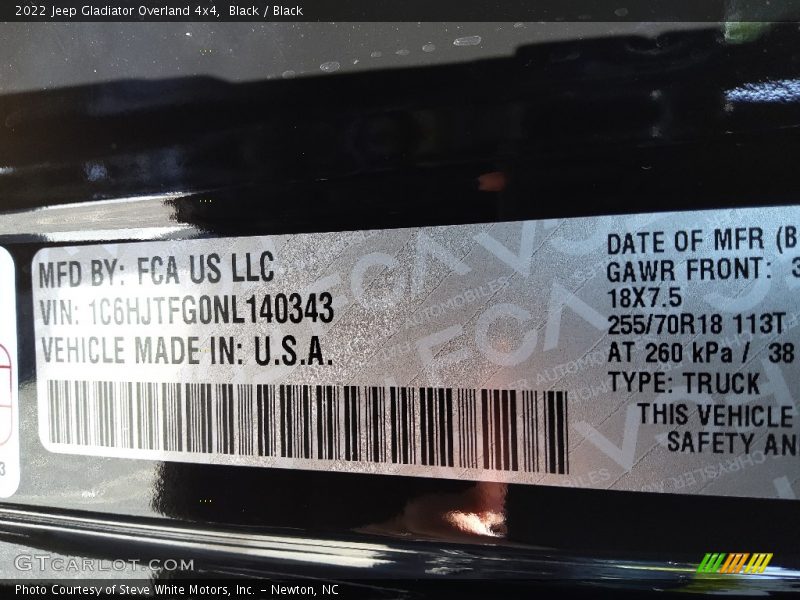 2022 Jeep Gladiator Overland 4x4, Black / Black
MFD BY: FCA US LLC
VIN: 1C6HJTFG0NL140343
VEHICLE MADE IN: U.S.A.
DATE OF MFR (B
GAWR FRONT: 3
18X7.5
255/70R18 113T
AT 260 kPa / 38
TYPE: TRUCK
THIS VEHICLE
SAFETY AN
3
GTCARLOT.COM
Photo Courtesy of Steve White Motors, Inc. – Newton, NC